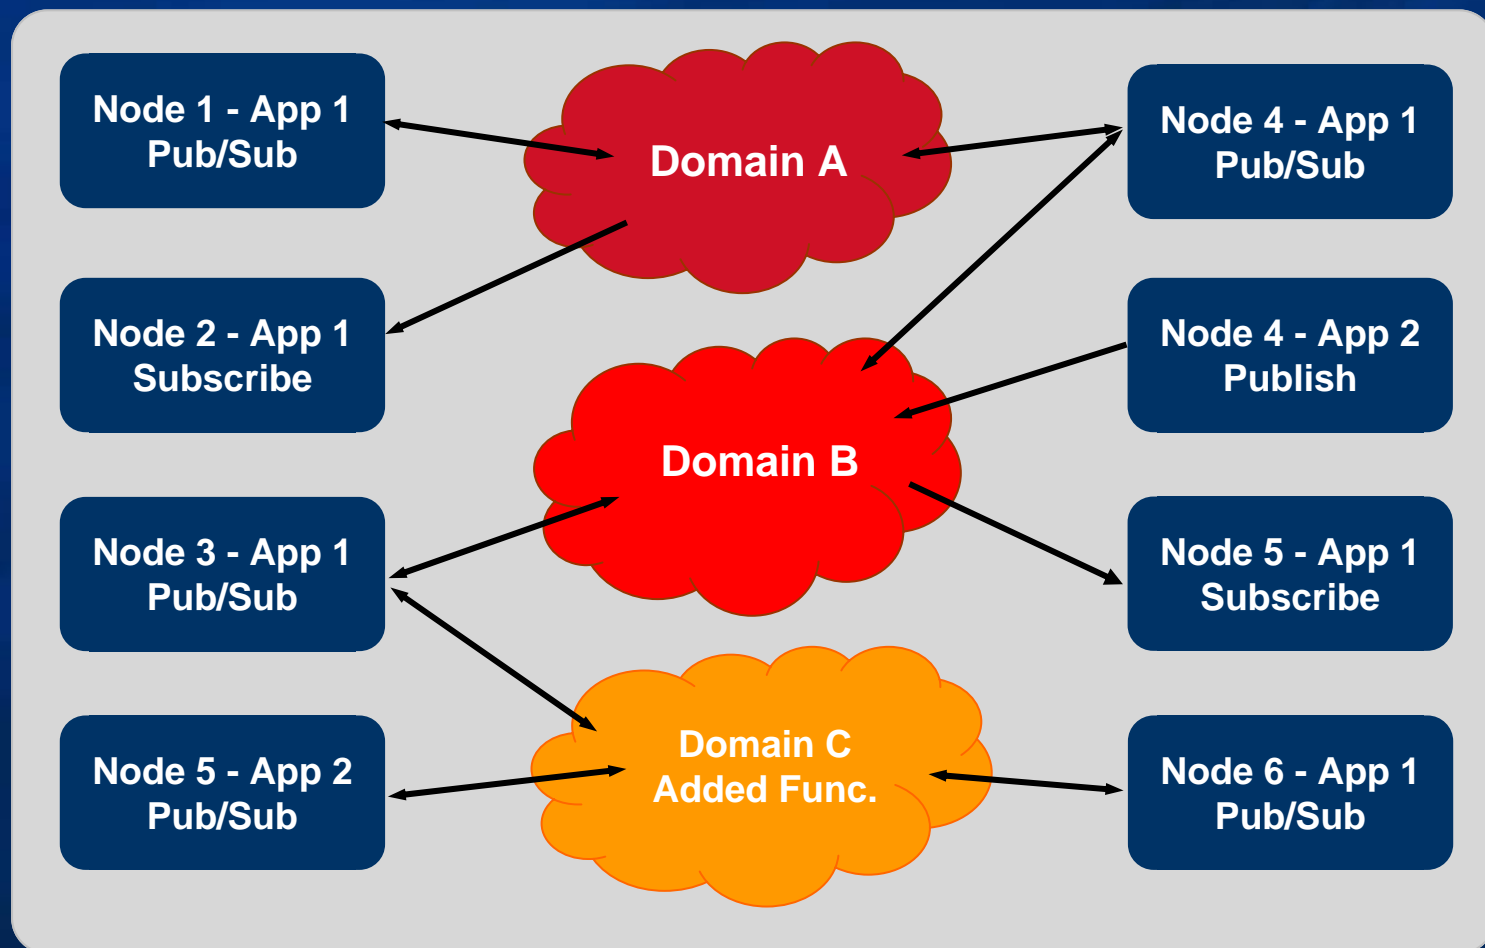 Node 1 - App 1
Pub/Sub
Domain A
Node 4 - App 1
Pub/Sub
Node 2 - App 1
Subscribe
Node 4 - App 2
Publish
Domain B
Node 3 - App 1
Pub/Sub
Node 5 - App 1
Subscribe
Node 5 - App 2
Pub/Sub
Domain C
Added Func.
Node 6 - App 1
Pub/Sub